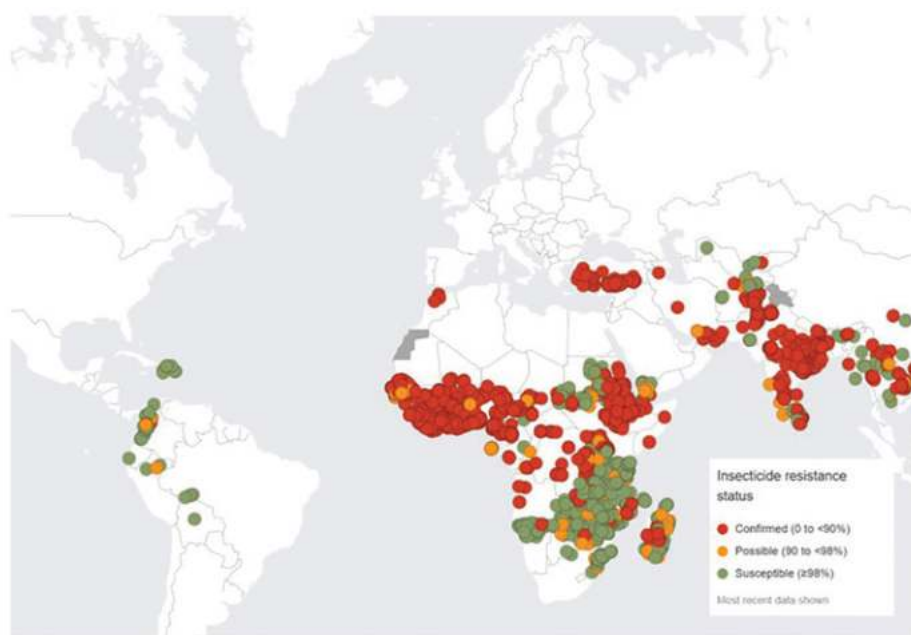 Insecticide resistance
status
Confirmed (0 to <90%)
Possible (90 to <98%)
Susceptible (≥98%)
Most recent data shown